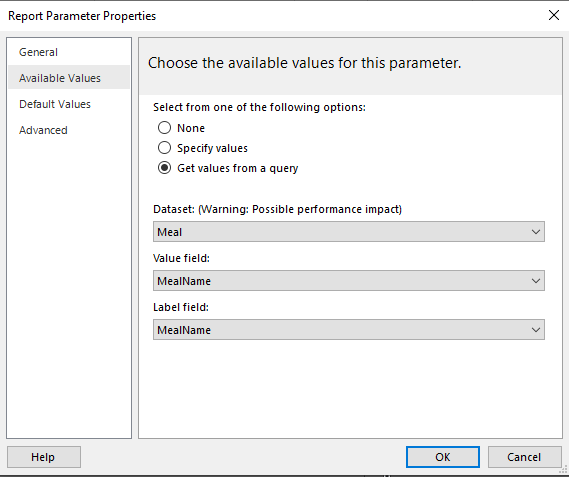 Report Parameter Properties
General
Available Values
Default Values
Advanced
Choose the available values for this parameter.
Select from one of the following options:
None
Specify values
Get values from a query
Dataset: (Warning: Possible performance impact)
Meal
Value field:
MealName
Label field:
MealName
Help
OK
Cancel